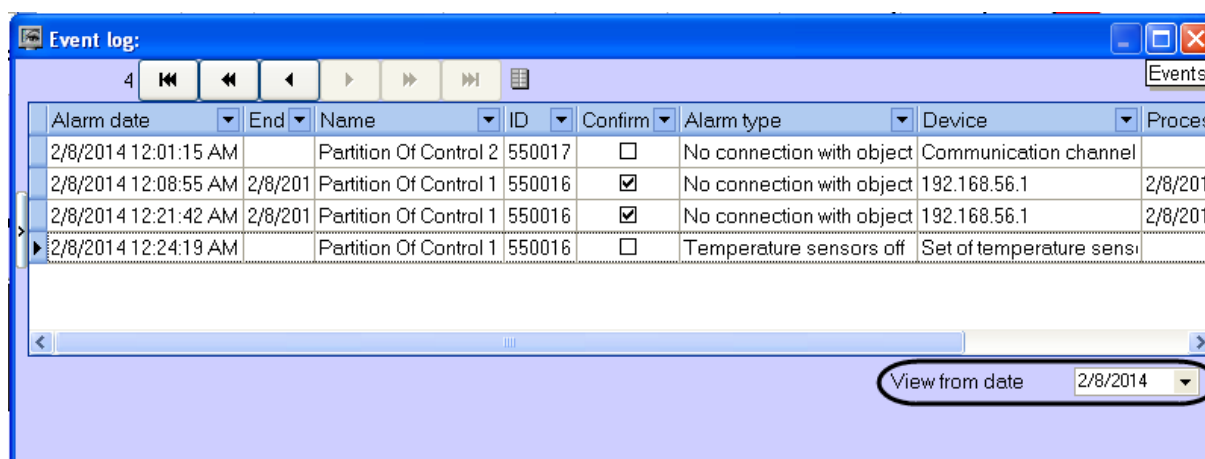 Event log:
4
Events
Alarm date End Name ID Confirm Alarm type Device Proces
2/8/2014 12:01:15 AM Partition Of Control 2 550017 No connection with object Communication channel
2/8/2014 12:08:55 AM 2/8/201 Partition Of Control 1 550016 No connection with object 192.168.56.1 2/8/201
2/8/2014 12:21:42 AM 2/8/201 Partition Of Control 1 550016 No connection with object 192.168.56.1 2/8/201
2/8/2014 12:24:19 AM Partition Of Control 1 550016 Temperature sensors off Set of temperature sens
View from date 2/8/2014